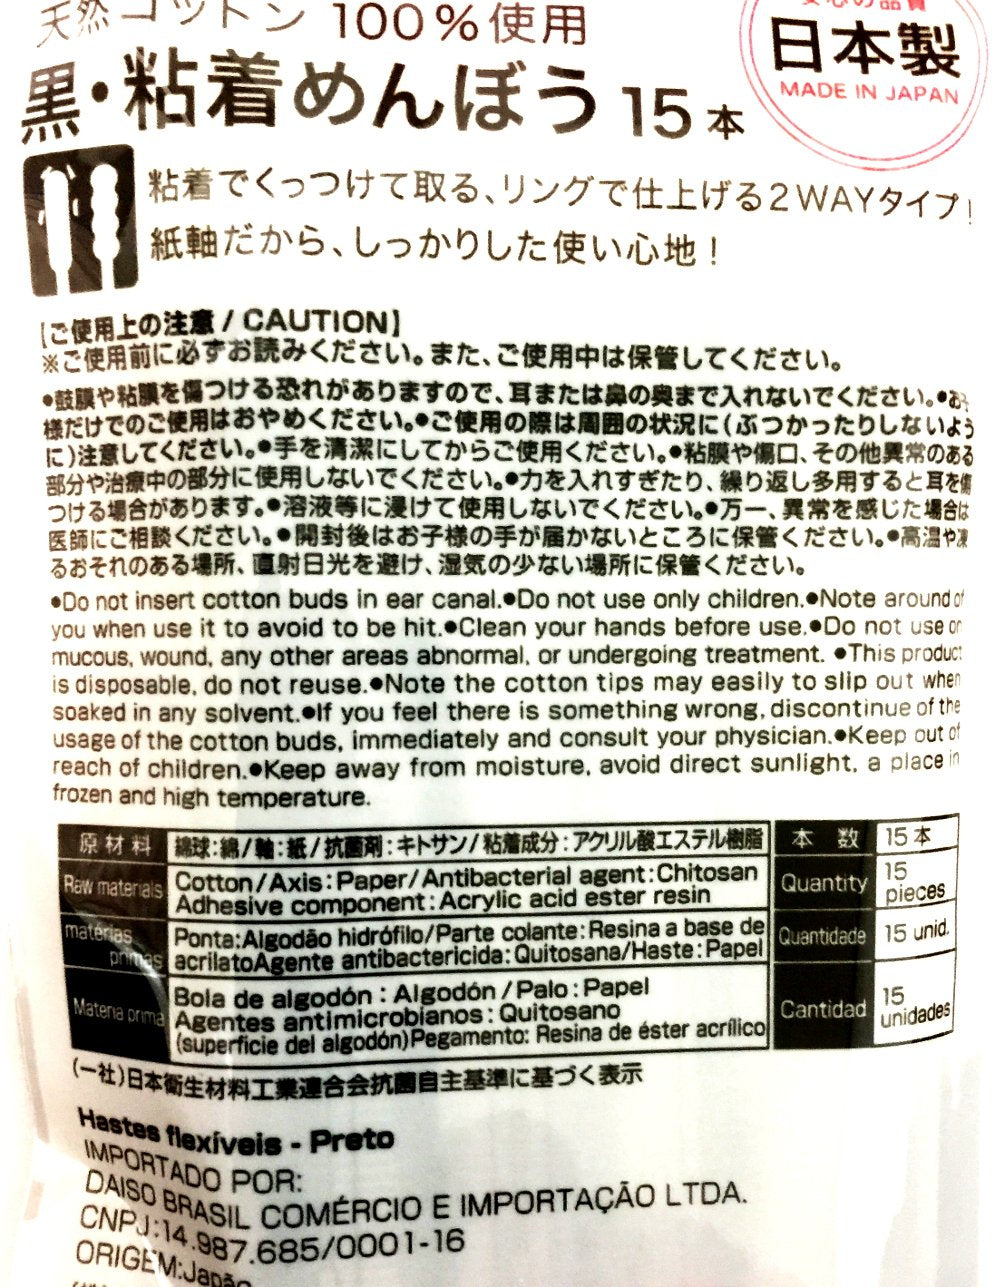 天然コットン 100%使用
安心の品質
日本製
MADE IN JAPAN
黒・粘着めんぼう 15本
粘着でくっつけて取る、リングで仕上げる2WAYタイプ!
紙軸だから、しっかりした使い心地!
【ご使用上の注意 / CAUTION】
※ご使用前に必ずお読みください。また、ご使用中は保管してください。
●鼓膜や粘膜を傷つける恐れがありますので、耳または鼻の奥まで入れないでください。●お子
様だけでのご使用はおやめください。●ご使用の際は周囲の状況に(ぶつかったりしないよう
に)注意してください。●手を清潔にしてからご使用ください。●粘膜や傷口、その他異常のある
部分や治療中の部分に使用しないでください。●力を入れすぎたり、繰り返し多用すると耳を傷
つける場合があります。●溶液等に浸けて使用しないでください。●万一、異常を感じた場合は
医師にご相談ください。●開封後はお子様の手が届かないところに保管ください。●高温や凍
るおそれのある場所、直射日光を避け、湿気の少ない場所に保管ください。
●Do not insert cotton buds in ear canal.●Do not use only children.●Note around of
you when use it to avoid to be hit.●Clean your hands before use.●Do not use on
mucous, wound, any other areas abnormal, or undergoing treatment. ●This product
is disposable, do not reuse.●Note the cotton tips may easily to slip out when
soaked in any solvent.●If you feel there is something wrong, discontinue of the
usage of the cotton buds, immediately and consult your physician.●Keep out of
reach of children.●Keep away from moisture, avoid direct sunlight, a place in
frozen and high temperature.
原材料 綿球:綿/軸:紙/抗菌剤:キトサン/粘着成分:アクリル酸エステル樹脂 本 数 15本
Raw materials Cotton/Axis:Paper/Antibacterial agent:Chitosan
Adhesive component:Acrylic acid ester resin
Quantity 15
pieces
matérias
primas
Ponta:Algodão hidrófilo/Parte colante:Resina a base de
acrilatoAgente antibactericida:Quitosana/Haste:Papel
Quantidade 15 unid.
Materia prima
Bola de algodón : Algodón / Palo : Papel
Agentes antimicrobianos : Quitosano
(superficie del algodón)Pegamento: Resina de éster acrílico
Cantidad 15
unidades
(一社)日本衛生材料工業連合会抗菌自主基準に基づく表示
Hastes flexíveis - Preto
IMPORTADO POR:
DAISO BRASIL COMÉRCIO E IMPORTAÇÃO LTDA.
CNPJ:14.987.685/0001-16
ORIGEM:Japão